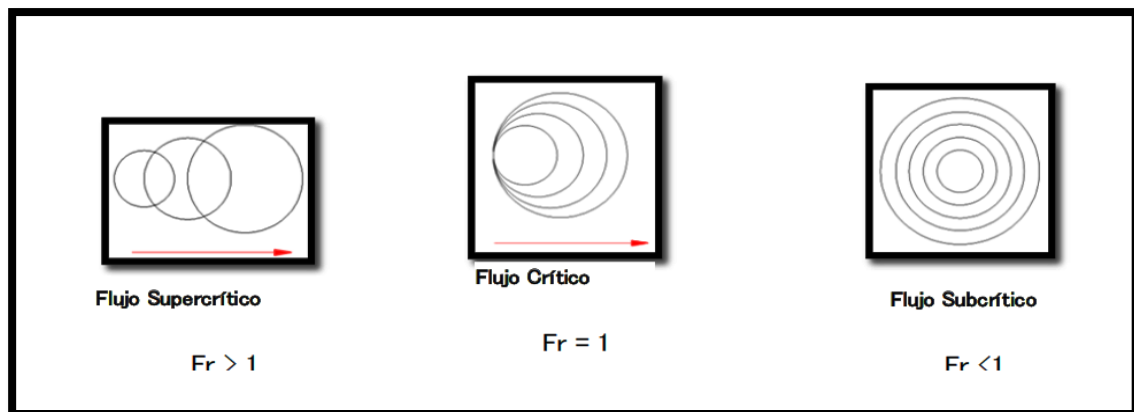 Flujo Supercrítico
Fr > 1
Flujo Crítico
Fr = 1
Flujo Subcrítico
Fr <1